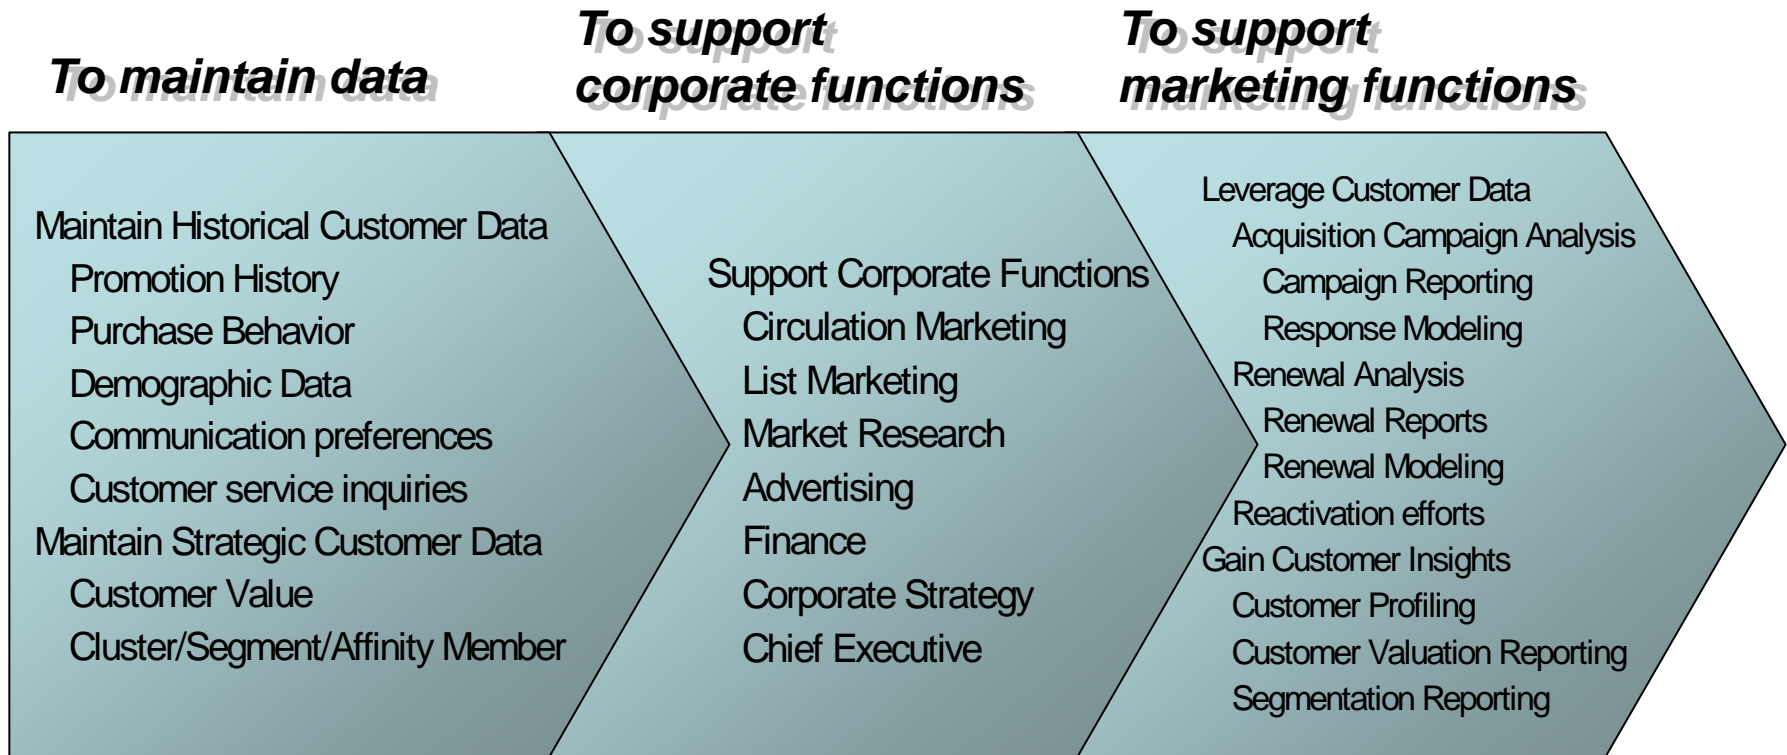 To maintain data
To support
corporate functions
To support
marketing functions
Maintain Historical Customer Data
Promotion History
Purchase Behavior
Demographic Data
Communication preferences
Customer service inquiries
Maintain Strategic Customer Data
Customer Value
Cluster/Segment/Affinity Member
Support Corporate Functions
Circulation Marketing
List Marketing
Market Research
Advertising
Finance
Corporate Strategy
Chief Executive
Leverage Customer Data
Acquisition Campaign Analysis
Campaign Reporting
Response Modeling
Renewal Analysis
Renewal Reports
Renewal Modeling
Reactivation efforts
Gain Customer Insights
Customer Profiling
Customer Valuation Reporting
Segmentation Reporting